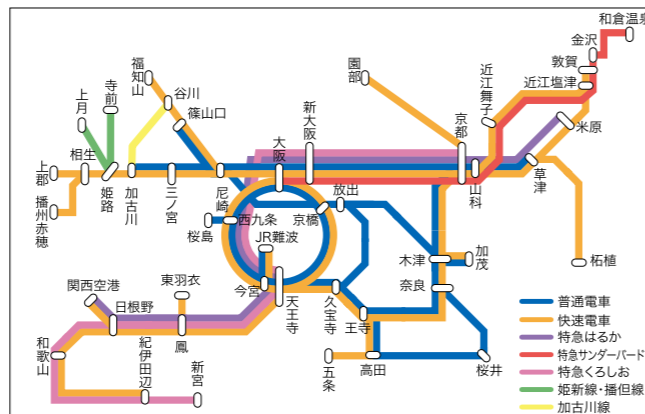 和倉温泉
金沢
敦賀
近江塩津
福知山
園部
近江舞子
寺前
谷川
上月
篠山口
新大阪
大阪
京都
米原
相生
上郡
播州赤穂
姫路
加古川
三ノ宮
尼崎
放出
山科
草津
西九条
京橋
桜島
JR難波
木津
加茂
柘植
奈良
関西空港
東羽衣
今宮
天王寺
久宝寺
王寺
日根野
鳳
和歌山
紀伊田辺
新宮
五条
高田
桜井
普通電車
快速電車
特急はるか
特急サンダーバード
特急くろしお
姫新線・播但線
加古川線